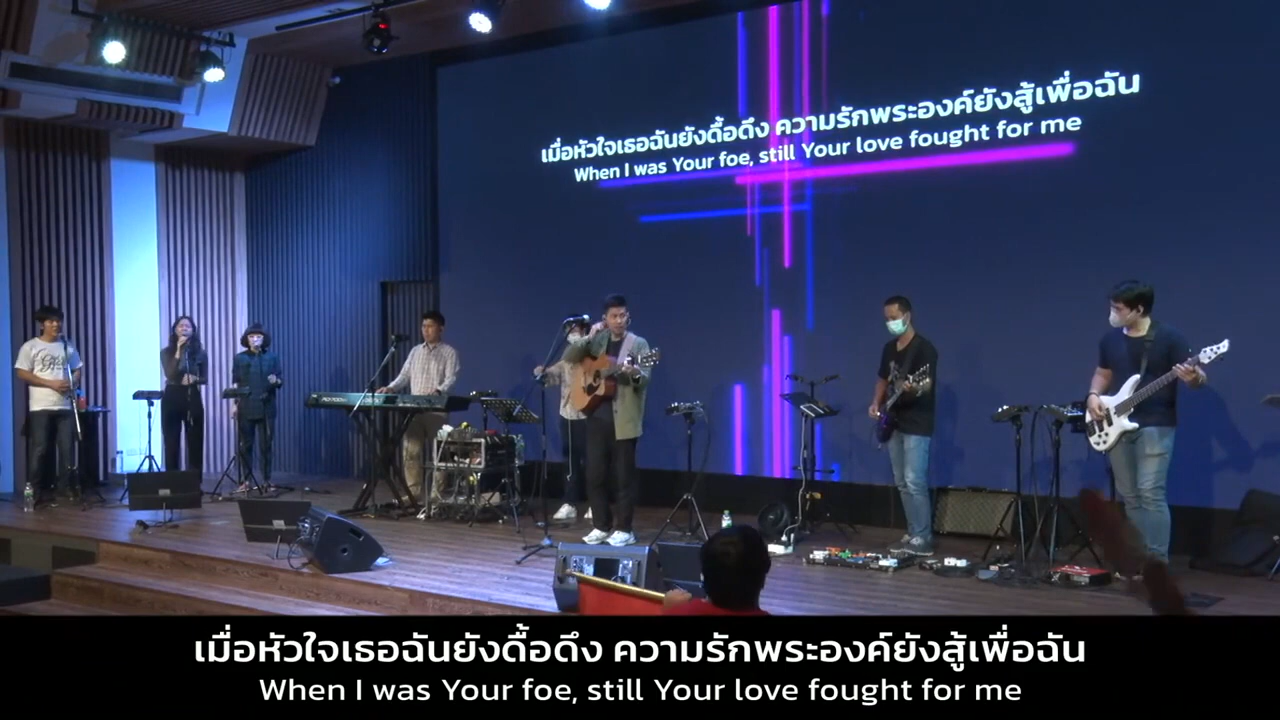 เมื่อหัวใจเธอฉันยังดื้อดึง ความรักพระองค์ยังสู้เพื่อฉัน
When I was Your foe, still Your love fought for me
เมื่อหัวใจเธอฉันยังดื้อดึง ความรักพระองค์ยังสู้เพื่อฉัน
When I was Your foe, still Your love fought for me